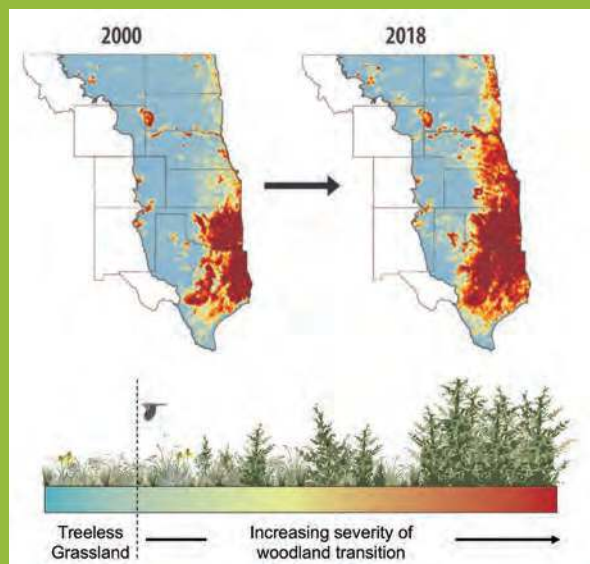 2000
2018
Treeless
Grassland
Increasing severity of
woodland transition